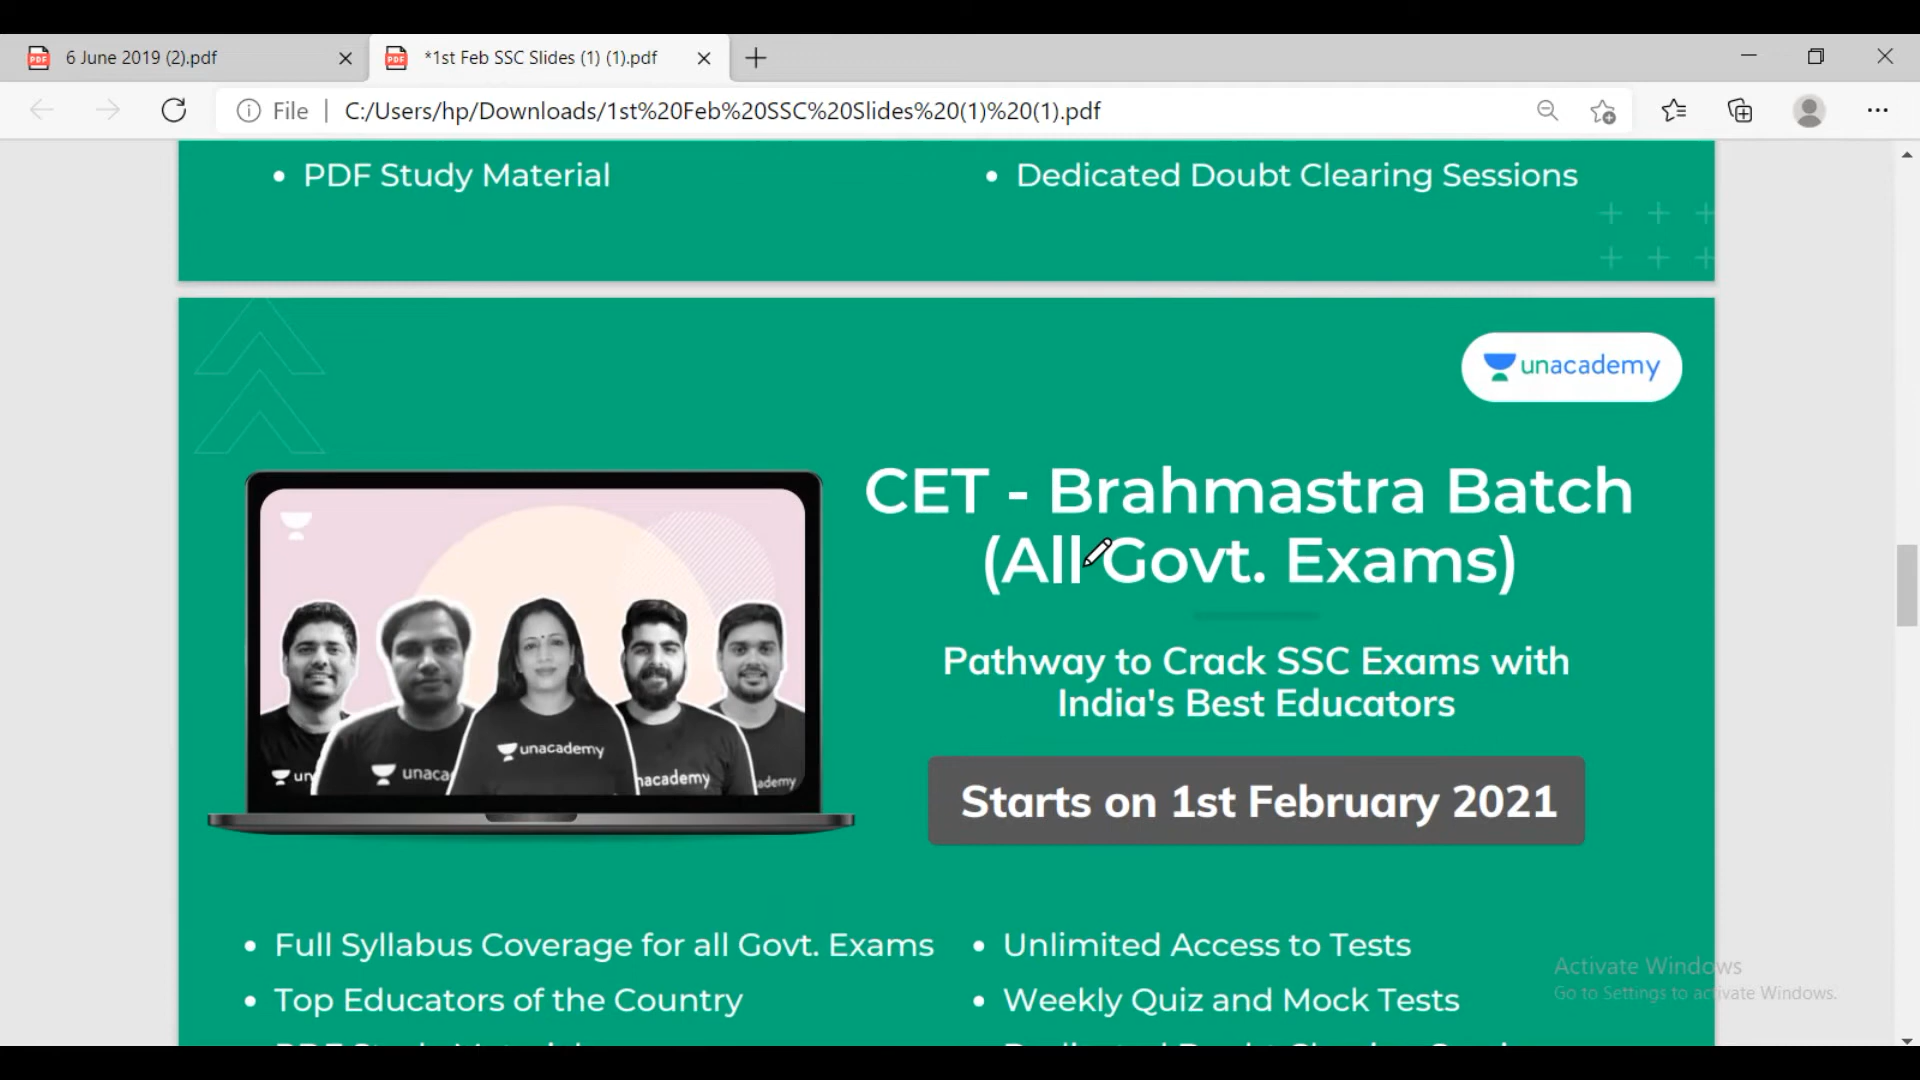 6 June 2019 (2).pdf
*1st Feb SSC Slides (1) (1).pdf
File
C:/Users/hp/Downloads/1st%20Feb%20SSC%20Slides%20(1)%20(1).pdf
• PDF Study Material
• Dedicated Doubt Clearing Sessions
unacademy
CET - Brahmastra Batch
(All Govt. Exams)
Pathway to Crack SSC Exams with
India's Best Educators
Starts on 1st February 2021
unacademy
un
unaca
nacademy
ademy
• Full Syllabus Coverage for all Govt. Exams
• Top Educators of the Country
• Unlimited Access to Tests
• Weekly Quiz and Mock Tests
Activate Windows
Go to Settings to activate Windows.